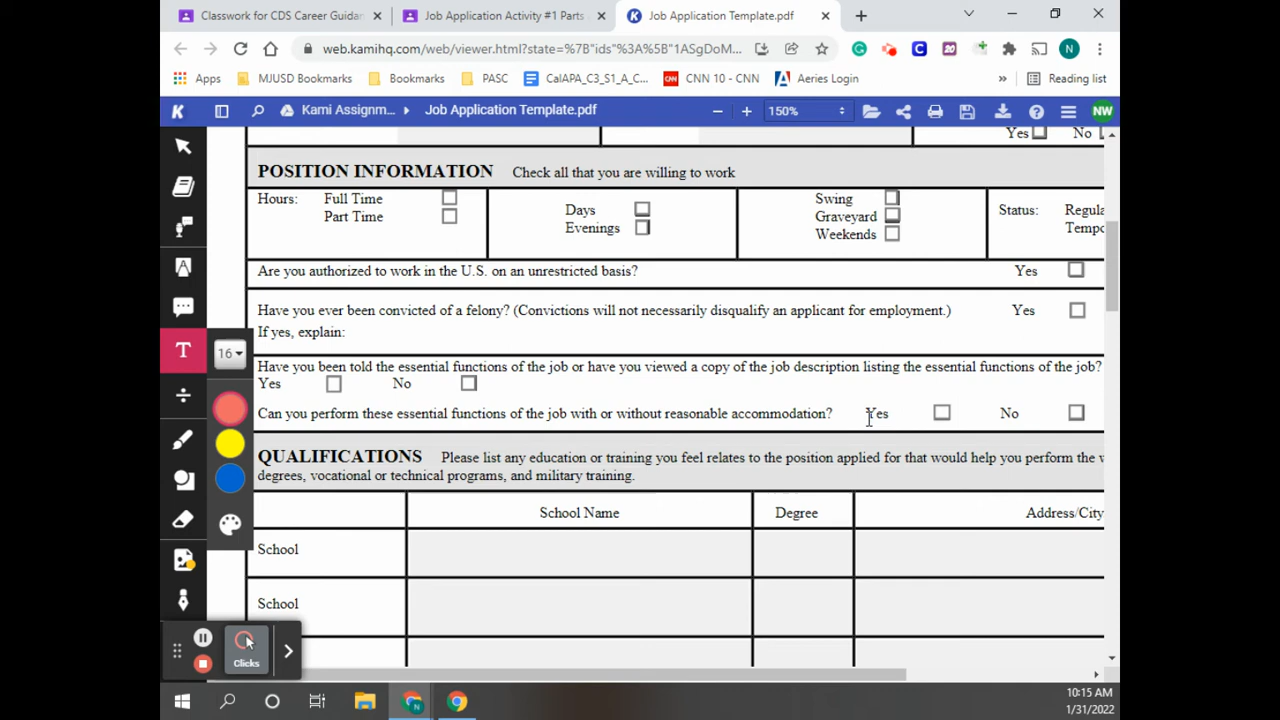 Classwork for CDS Career Guidar
Job Application Activity #1 Parts
Job Application Template.pdf
web.kamihq.com/web/viewer.html?state=%7B"ids"%3A%5B"1ASgDoM...
Apps
MJUSD Bookmarks
Bookmarks
PASC
CalAPA_C3_S1_A_C...
CNN 10 - CNN
Aeries Login
»
Reading list
K
Kami Assignm...
Job Application Template.pdf
150%
NW
Yes No
POSITION INFORMATION Check all that you are willing to work
Hours: Full Time
Part Time
Days
Evenings
Swing
Graveyard
Weekends
Status: Regula
Tempo
Are you authorized to work in the U.S. on an unrestricted basis? Yes
Have you ever been convicted of a felony? (Convictions will not necessarily disqualify an applicant for employment.) Yes
If yes, explain:
Have you been told the essential functions of the job or have you viewed a copy of the job description listing the essential functions of the job?
Yes No
Can you perform these essential functions of the job with or without reasonable accommodation? Yes No
QUALIFICATIONS Please list any education or training you feel relates to the position applied for that would help you perform the w
degrees, vocational or technical programs, and military training.
School Name Degree Address/City
School
School
16
T
Clicks
10:15 AM
1/31/2022